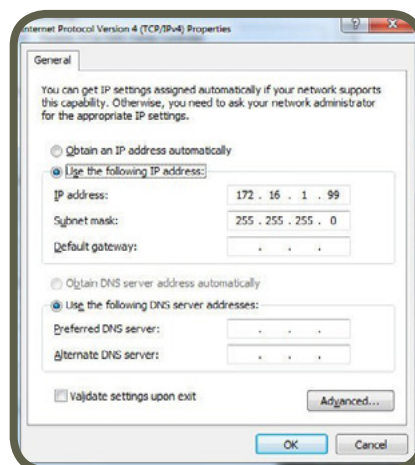 Internet Protocol Version 4 (TCP/IPv4) Properties
General
You can get IP settings assigned automatically if your network supports
this capability. Otherwise, you need to ask your network administrator
for the appropriate IP settings.
Obtain an IP address automatically
Use the following IP address:
IP address: 172 . 16 . 1 . 99
Subnet mask: 255 . 255 . 255 . 0
Default gateway: . . .
Obtain DNS server address automatically
Use the following DNS server addresses:
Preferred DNS server: . . .
Alternate DNS server: . . .
Validate settings upon exit
Advanced...
OK Cancel